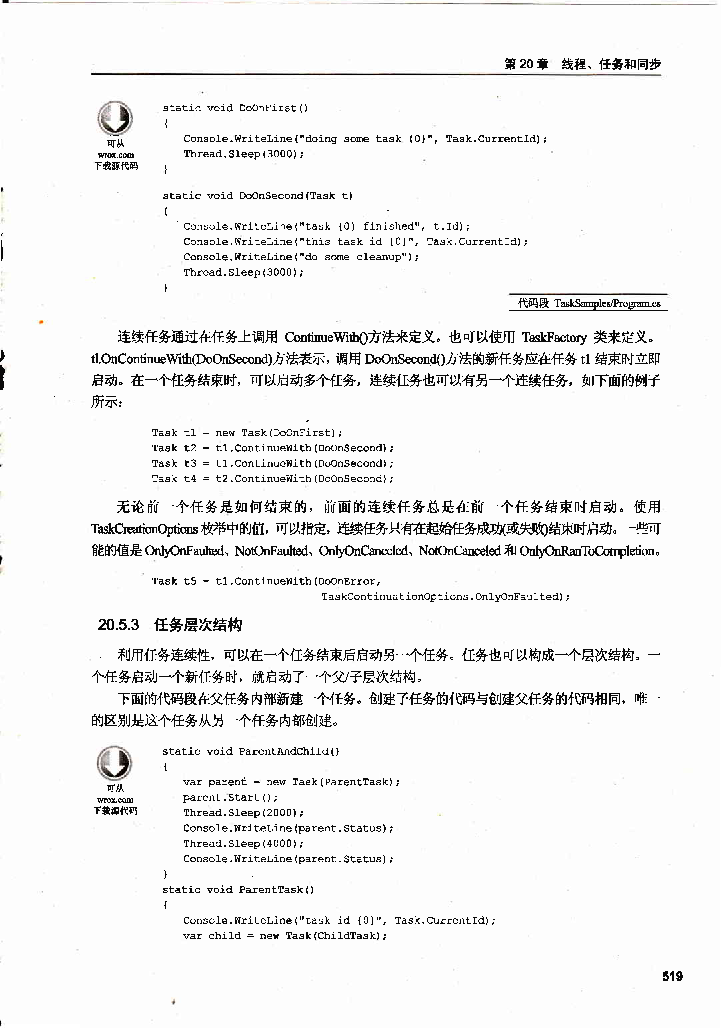 第 20 章 线程、任务和同步
static void DoOnFirst()
{
Console.WriteLine("doing some task {0}", Task.CurrentId);
Thread.Sleep(3000);
}
可从
wrox.com
下载源代码
static void DoOnSecond(Task t)
{
Console.WriteLine("task {0} finished", t.Id);
Console.WriteLine("this task id {0}", Task.CurrentId);
Console.WriteLine("do some cleanup");
Thread.Sleep(3000);
}
代码段 TaskSamples/Program.cs
连续任务通过在任务上调用 ContinueWith()方法来定义。也可以使用 TaskFactory 类来定义。
t1.OnContinueWith(DoOnSecond)方法表示，调用 DoOnSecond()方法的新任务应在任务 t1 结束时立即
启动。在一个任务结束时，可以启动多个任务，连续任务也可以有另一个连续任务，如下面的例子
所示：
Task t1 = new Task(DoOnFirst);
Task t2 = t1.ContinueWith(DoOnSecond);
Task t3 = t1.ContinueWith(DoOnSecond);
Task t4 = t2.ContinueWith(DoOnSecond);
无论前一个任务是如何结束的，前面的连续任务总是在前一个任务结束时启动。使用
TaskCreationOptions 枚举中的值，可以指定，连续任务只有在起始任务成功(或失败)结束时启动。一些可
能的值是 OnlyOnFaulted、NotOnFaulted、OnlyOnCanceled、NotOnCanceled 和 OnlyOnRanToCompletion。
Task t5 = t1.ContinueWith(DoOnError,
TaskContinuationOptions.OnlyOnFaulted);
20.5.3 任务层次结构
利用任务连续性，可以在一个任务结束后启动另一个任务。任务也可以构成一个层次结构。一
个任务启动一个新任务时，就启动了一个父/子层次结构。
下面的代码段在父任务内部新建一个任务。创建子任务的代码与创建父任务的代码相同，唯一
的区别是这个任务从另一个任务内部创建。
static void ParentAndChild()
{
var parent = new Task(ParentTask);
parent.Start();
Thread.Sleep(2000);
Console.WriteLine(parent.Status);
Thread.Sleep(4000);
Console.WriteLine(parent.Status);
}
可从
wrox.com
下载源代码
static void ParentTask()
{
Console.WriteLine("task id {0}", Task.CurrentId);
var child = new Task(ChildTask);
519